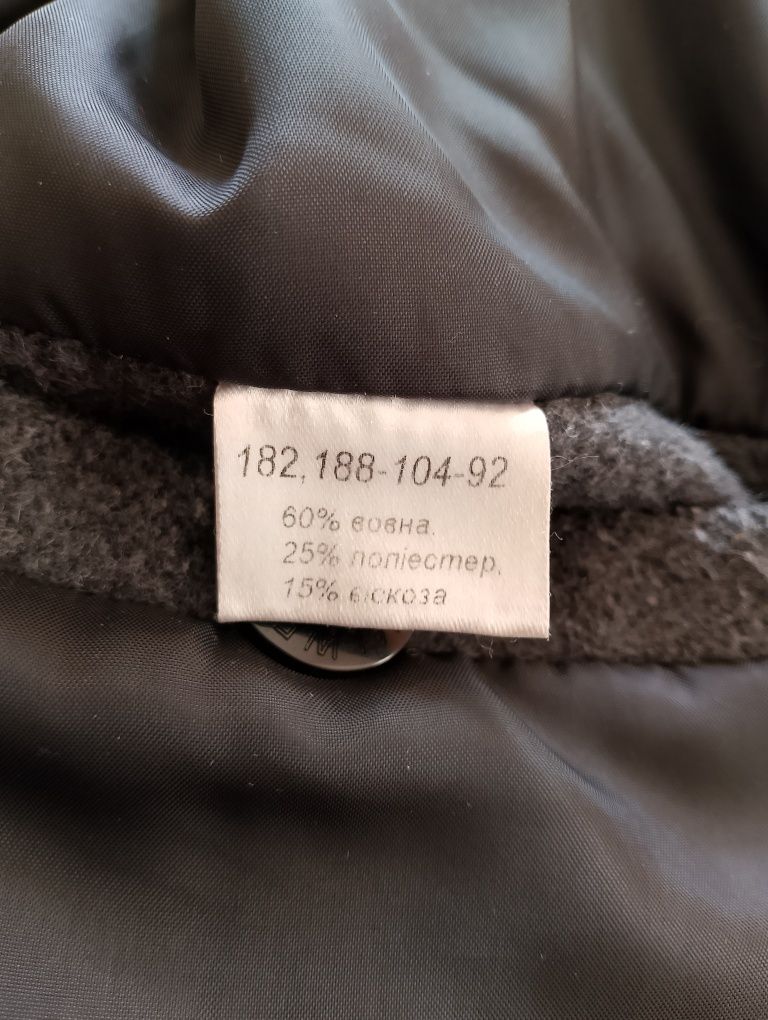 182,188-104-92
60% вовна.
25% поліестер.
15% віскоза